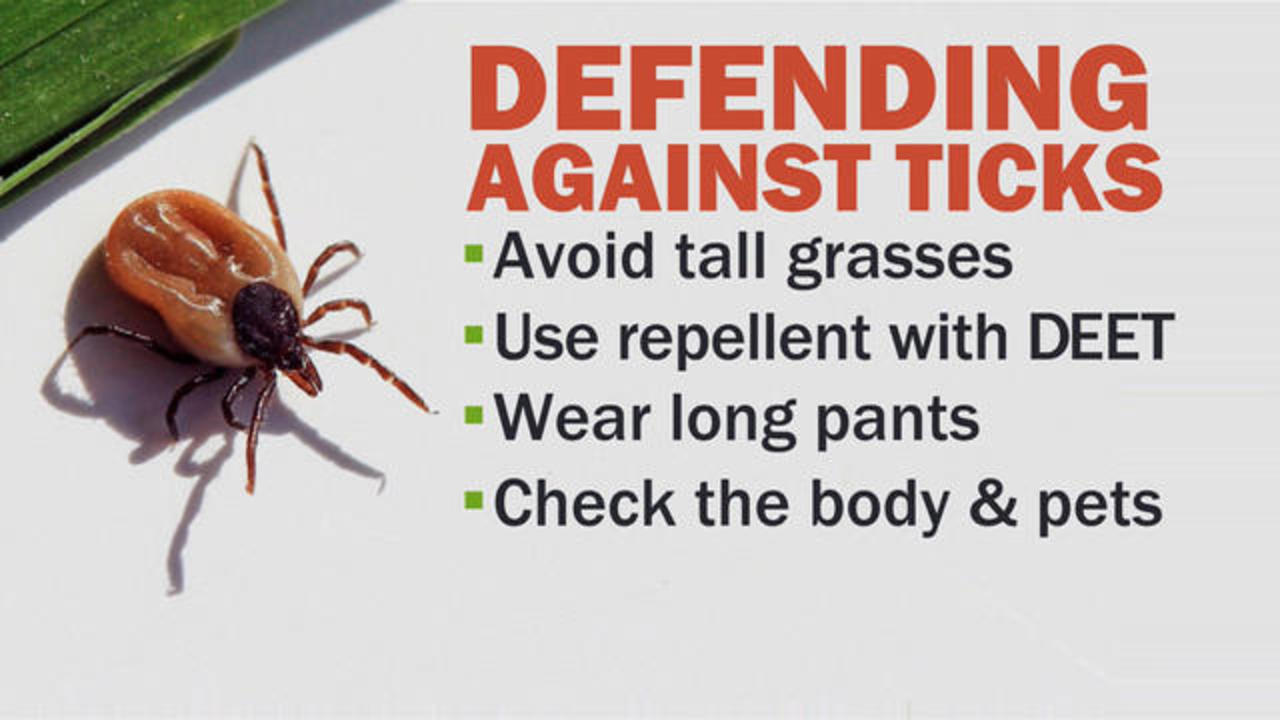 DEFENDING
AGAINST TICKS
Avoid tall grasses
Use repellent with DEET
Wear long pants
Check the body & pets